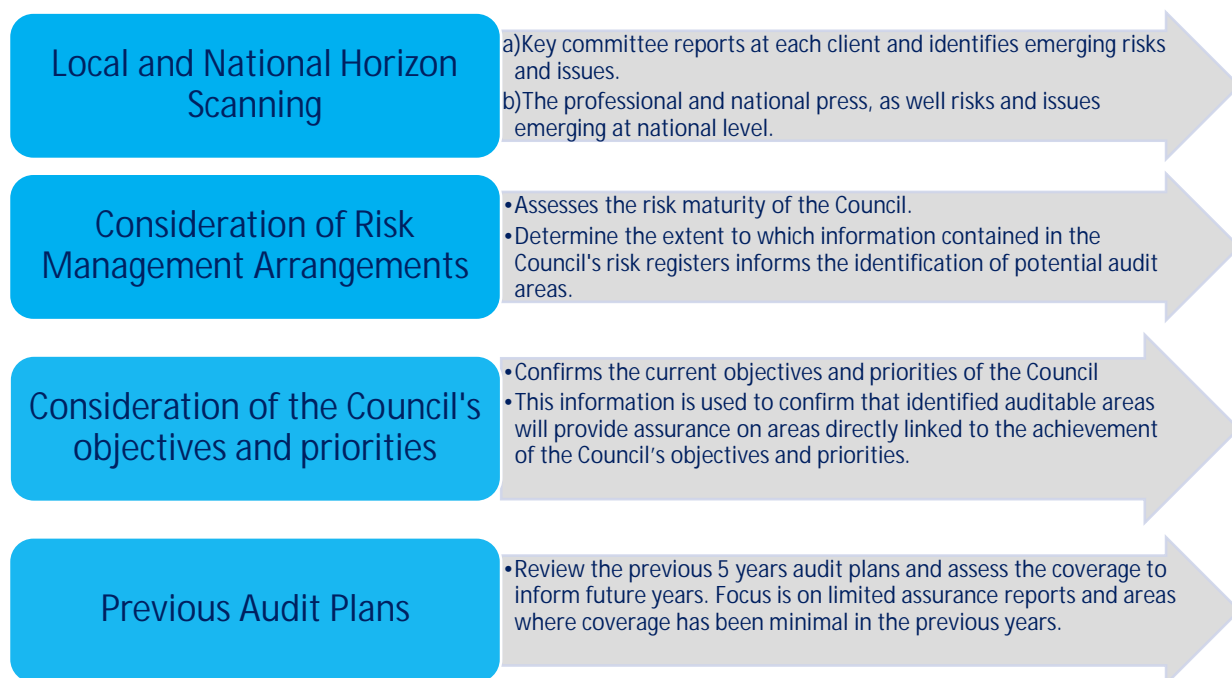 Local and National Horizon
Scanning
a)Key committee reports at each client and identifies emerging risks
and issues.
b)The professional and national press, as well risks and issues
emerging at national level.
Consideration of Risk
Management Arrangements
•Assesses the risk maturity of the Council.
•Determine the extent to which information contained in the
Council's risk registers informs the identification of potential audit
areas.
Consideration of the Council's
objectives and priorities
•Confirms the current objectives and priorities of the Council
•This information is used to confirm that identified auditable areas
will provide assurance on areas directly linked to the achievement
of the Council’s objectives and priorities.
Previous Audit Plans
•Review the previous 5 years audit plans and assess the coverage to
inform future years. Focus is on limited assurance reports and areas
where coverage has been minimal in the previous years.